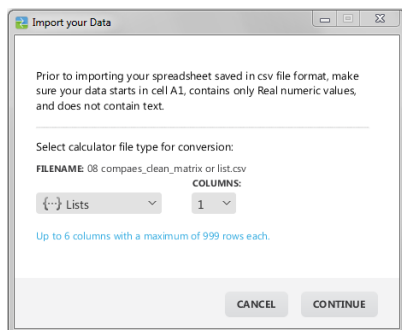 Import your Data
Prior to importing your spreadsheet saved in csv file format, make
sure your data starts in cell A1, contains only Real numeric values,
and does not contain text.
Select calculator file type for conversion:
FILENAME: 08 compaes_clean_matrix or list.csv
COLUMNS:
{···} Lists 1
Up to 6 columns with a maximum of 999 rows each.
CANCEL CONTINUE